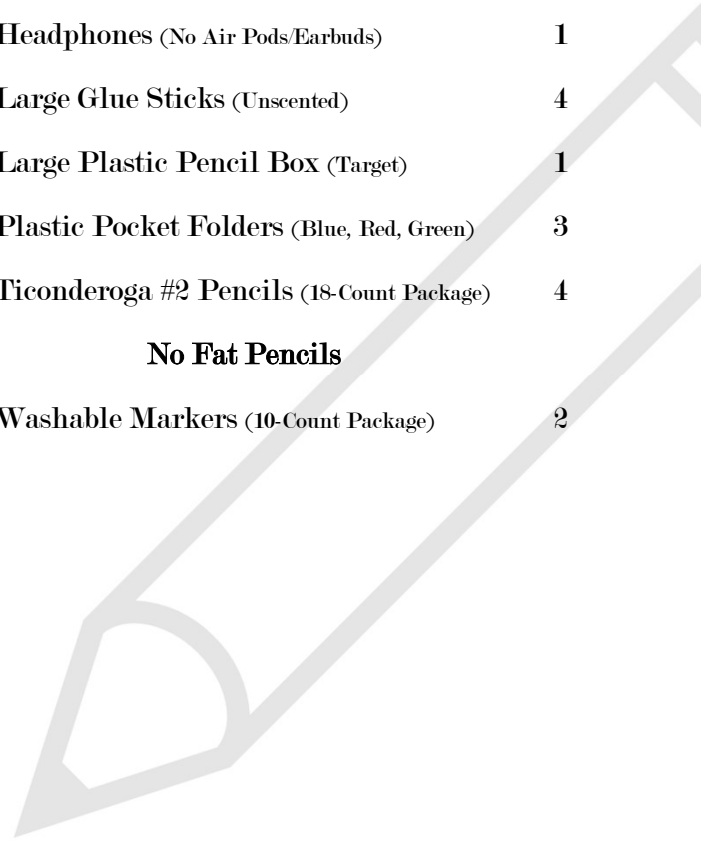 Headphones (No Air Pods/Earbuds) 1
Large Glue Sticks (Unscented) 4
Large Plastic Pencil Box (Target) 1
Plastic Pocket Folders (Blue, Red, Green) 3
Ticonderoga #2 Pencils (18-Count Package) 4
No Fat Pencils
Washable Markers (10-Count Package) 2